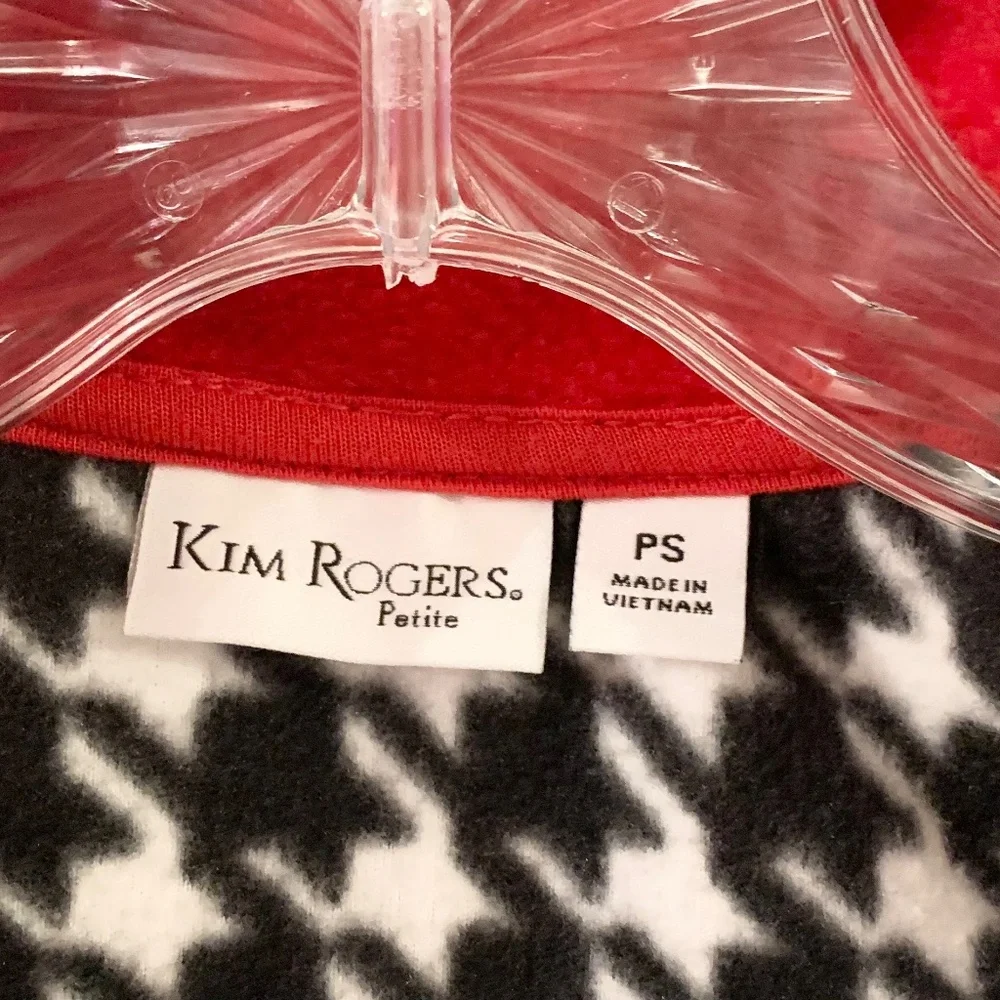 KIM ROGERS®
Petite
PS
MADE IN
VIETNAM